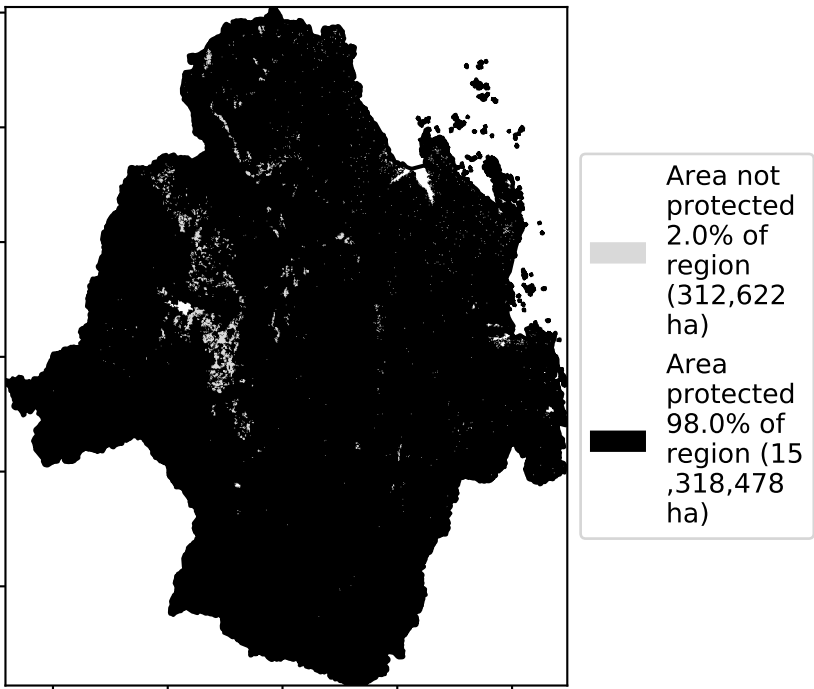 Area not
protected
2.0% of
region
(312,622
ha)
Area
protected
98.0% of
region (15
,318,478
ha)